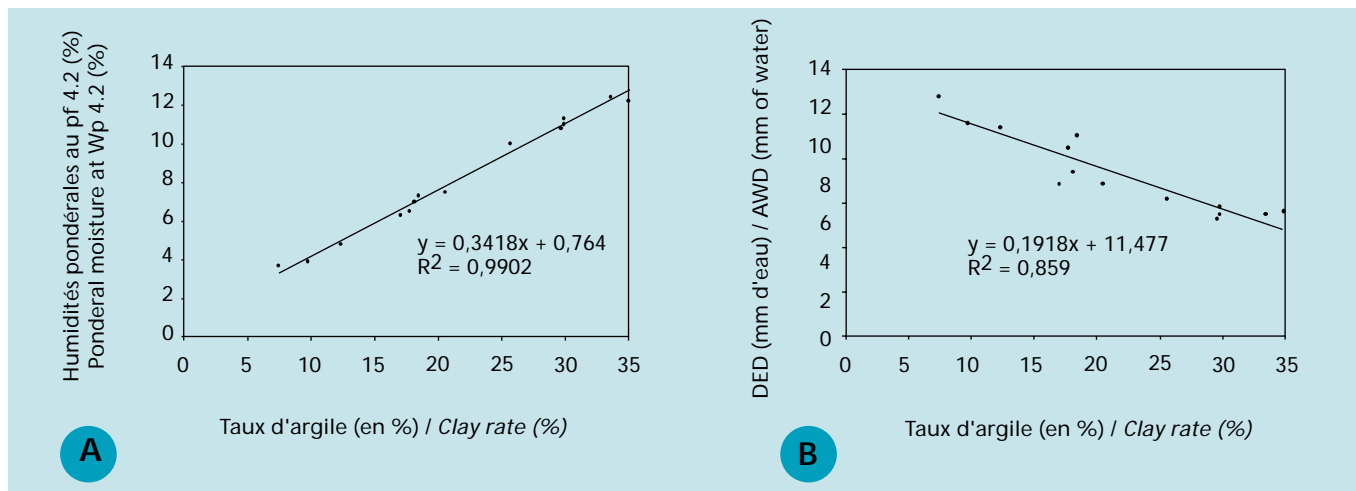 Humidités pondérales au pf 4.2 (%)
Ponderal moisture at Wp 4.2 (%)
14
12
10
8
6
4
2
0
y = 0,3418x + 0,764
R2 = 0,9902
0 10 15 20 25 30 35
Taux d'argile (en %) / Clay rate (%)
A
DED (mm d'eau) / AWD (mm of water)
14
12
10
8
6
4
2
0
y = 0,1918x + 11,477
R2 = 0,859
0 5 10 15 20 25 30 35
Taux d'argile (en %) / Clay rate (%)
B